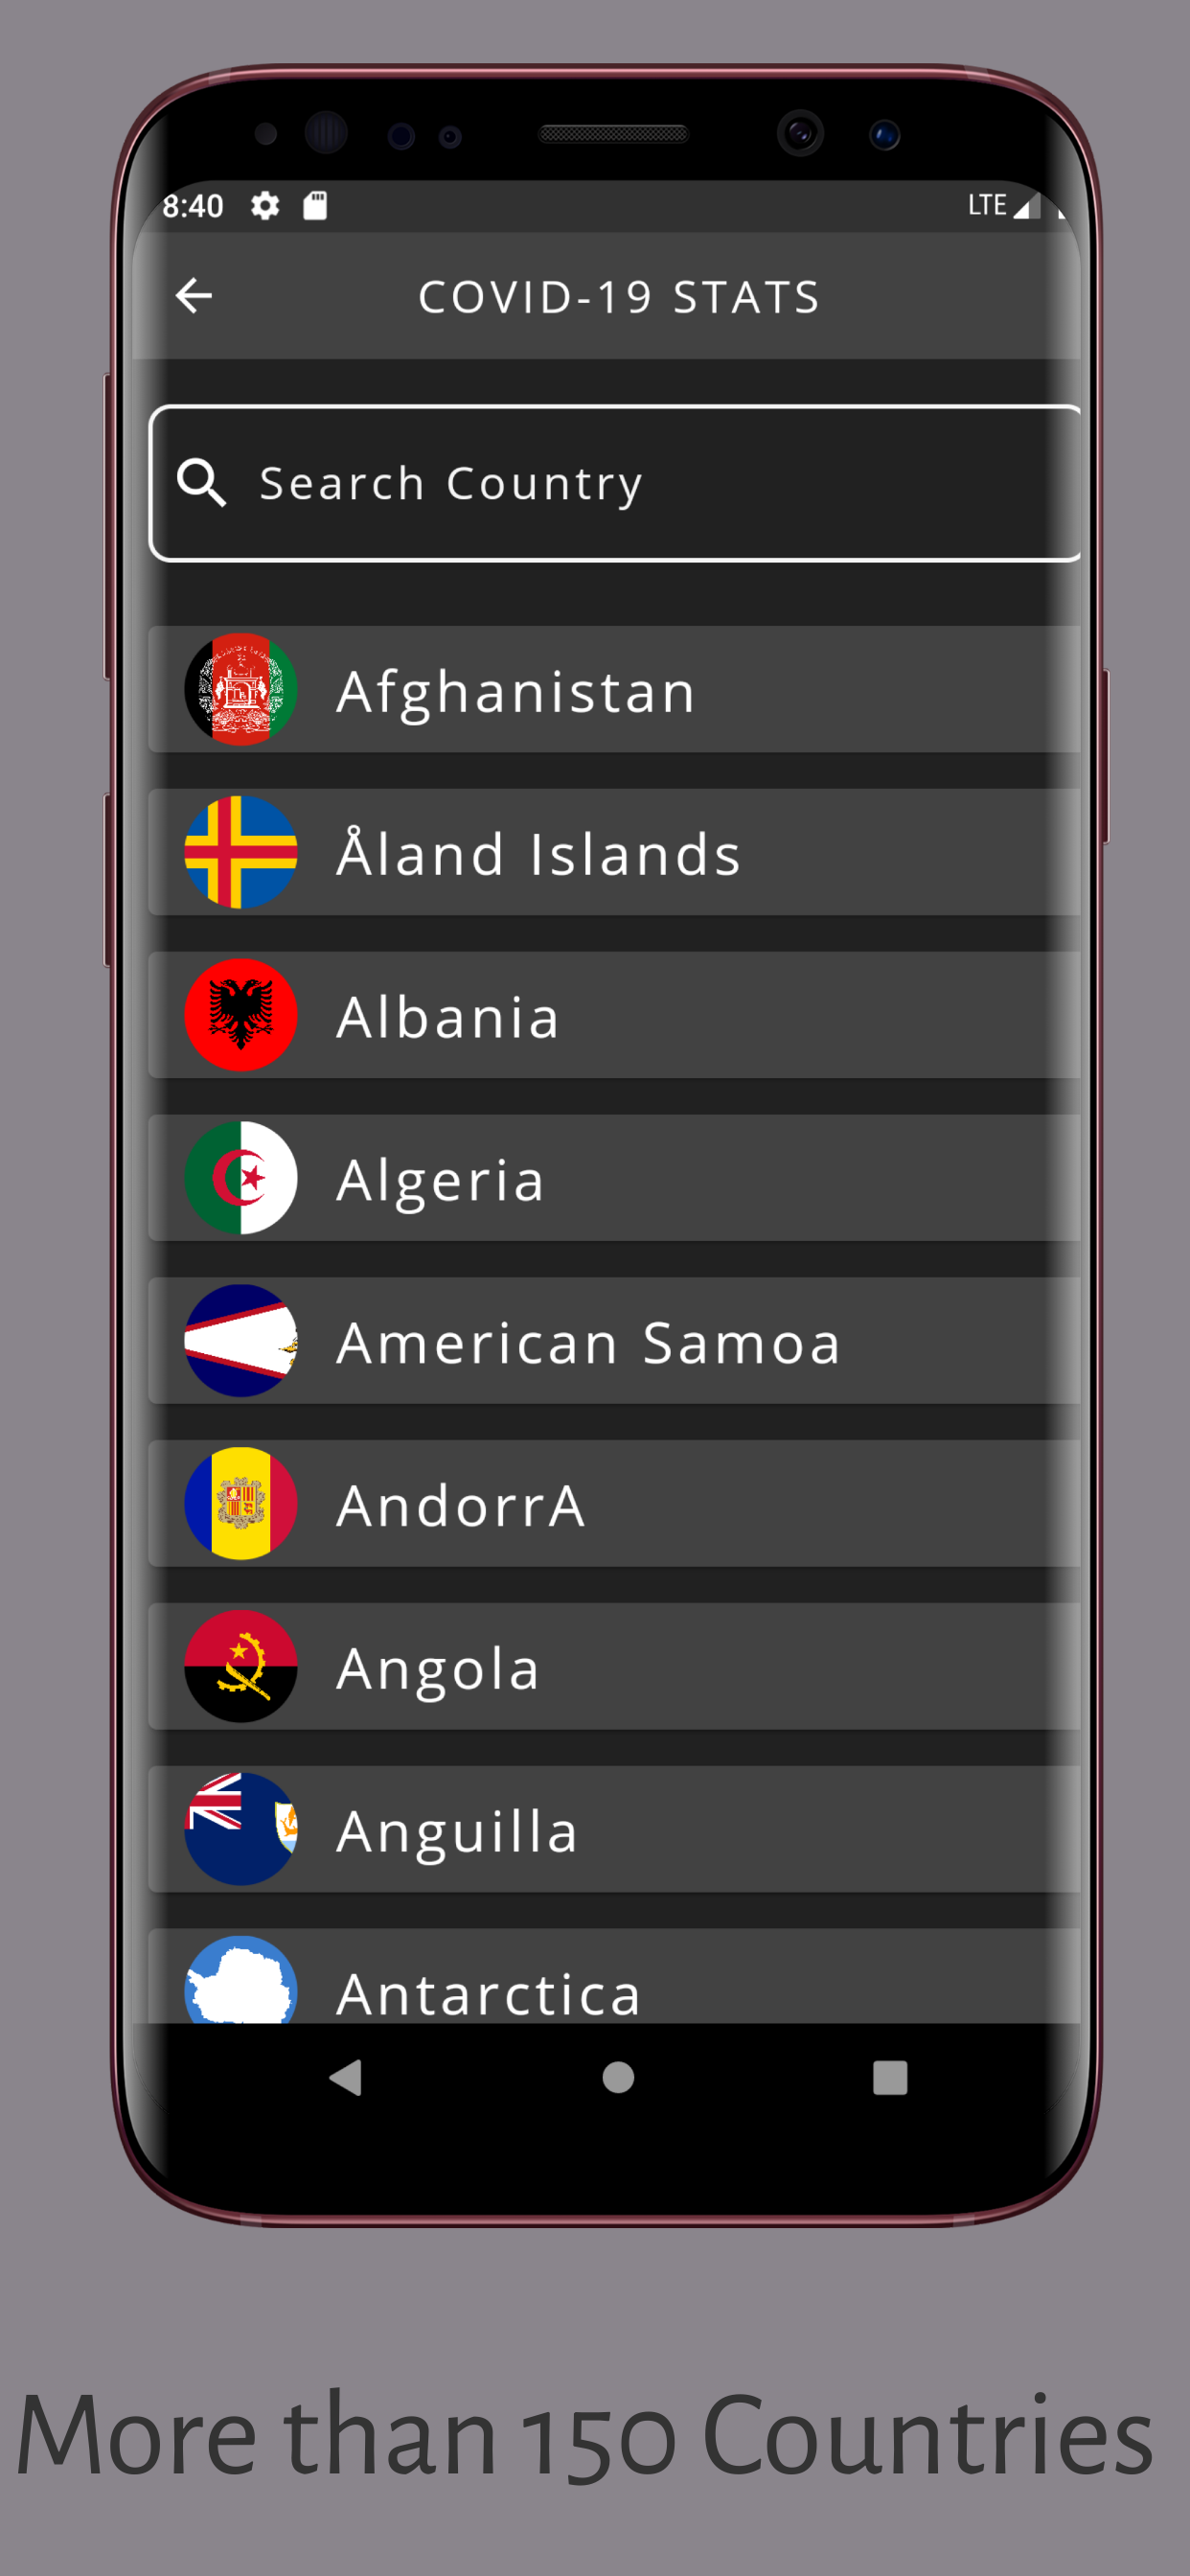 8:40 LTE
COVID-19 STATS
Search Country
Afghanistan
Åland Islands
Albania
Algeria
American Samoa
AndorrA
Angola
Anguilla
Antarctica
More than 150 Countries